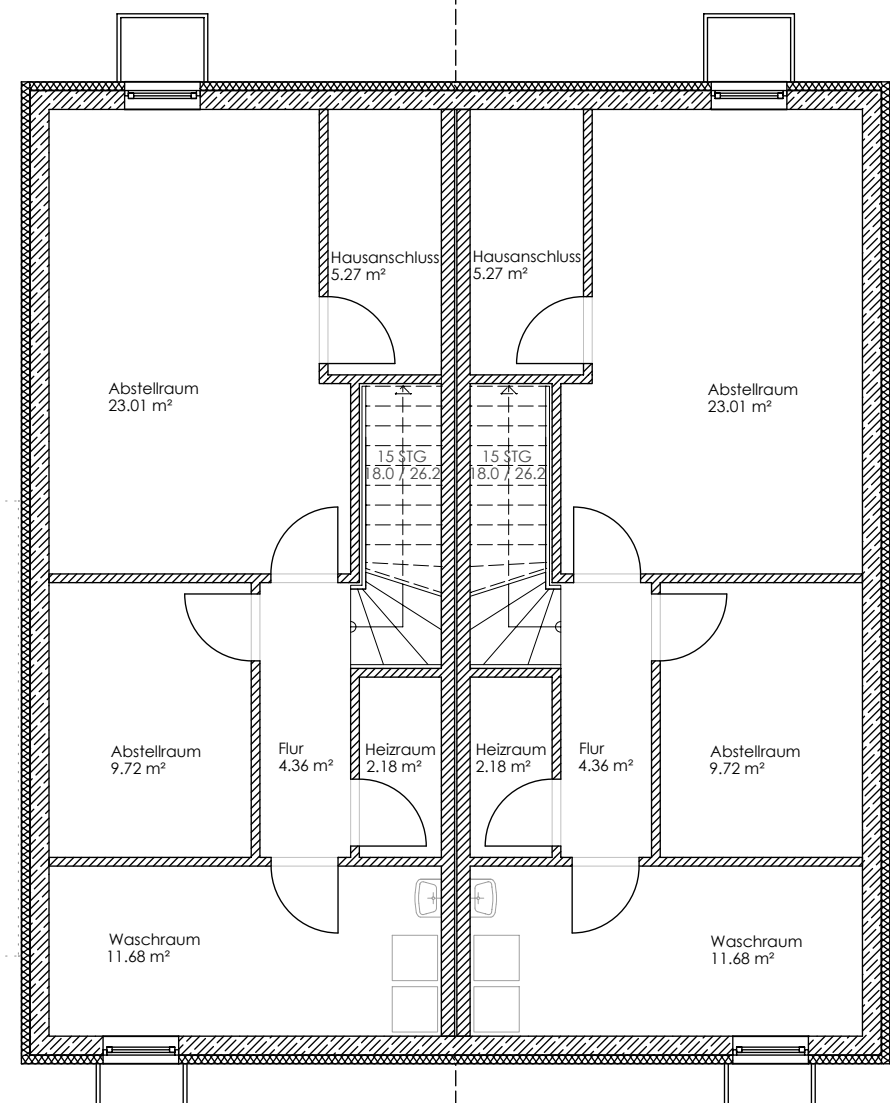 Hausanschluss
5.27 m²
Hausanschluss
5.27 m²
Abstellraum
23.01 m²
Abstellraum
23.01 m²
15 STG
18.0 / 26.2
15 STG
18.0 / 26.2
Abstellraum
9.72 m²
Flur
4.36 m²
Heizraum
2.18 m²
Heizraum
2.18 m²
Flur
4.36 m²
Abstellraum
9.72 m²
Waschraum
11.68 m²
Waschraum
11.68 m²